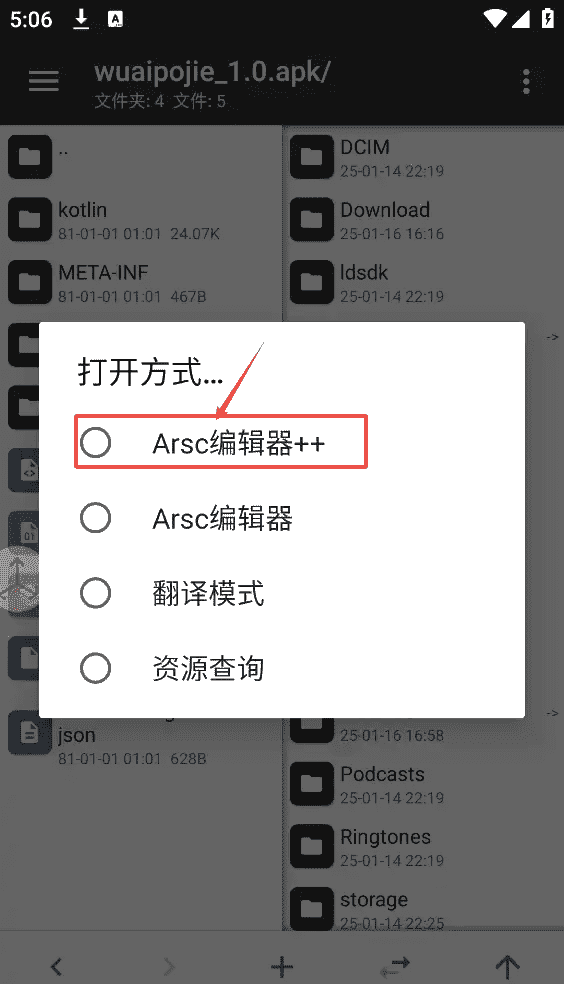 5:06
A
wuaipojie_1.0.apk/
文件夹: 4 文件: 5
..
kotlin
81-01-01 01:01 24.07K
META-INF
81-01-01 01:01 467B
json
81-01-01 01:01 628B
DCIM
25-01-14 22:19
Download
25-01-16 16:16
ldsdk
25-01-14 22:19
->
打开方式...
Arsc编辑器++
Arsc编辑器
翻译模式
资源查询
->
25-01-16 16:58
Podcasts
25-01-14 22:19
Ringtones
25-01-14 22:19
storage
25-01-14 22:25